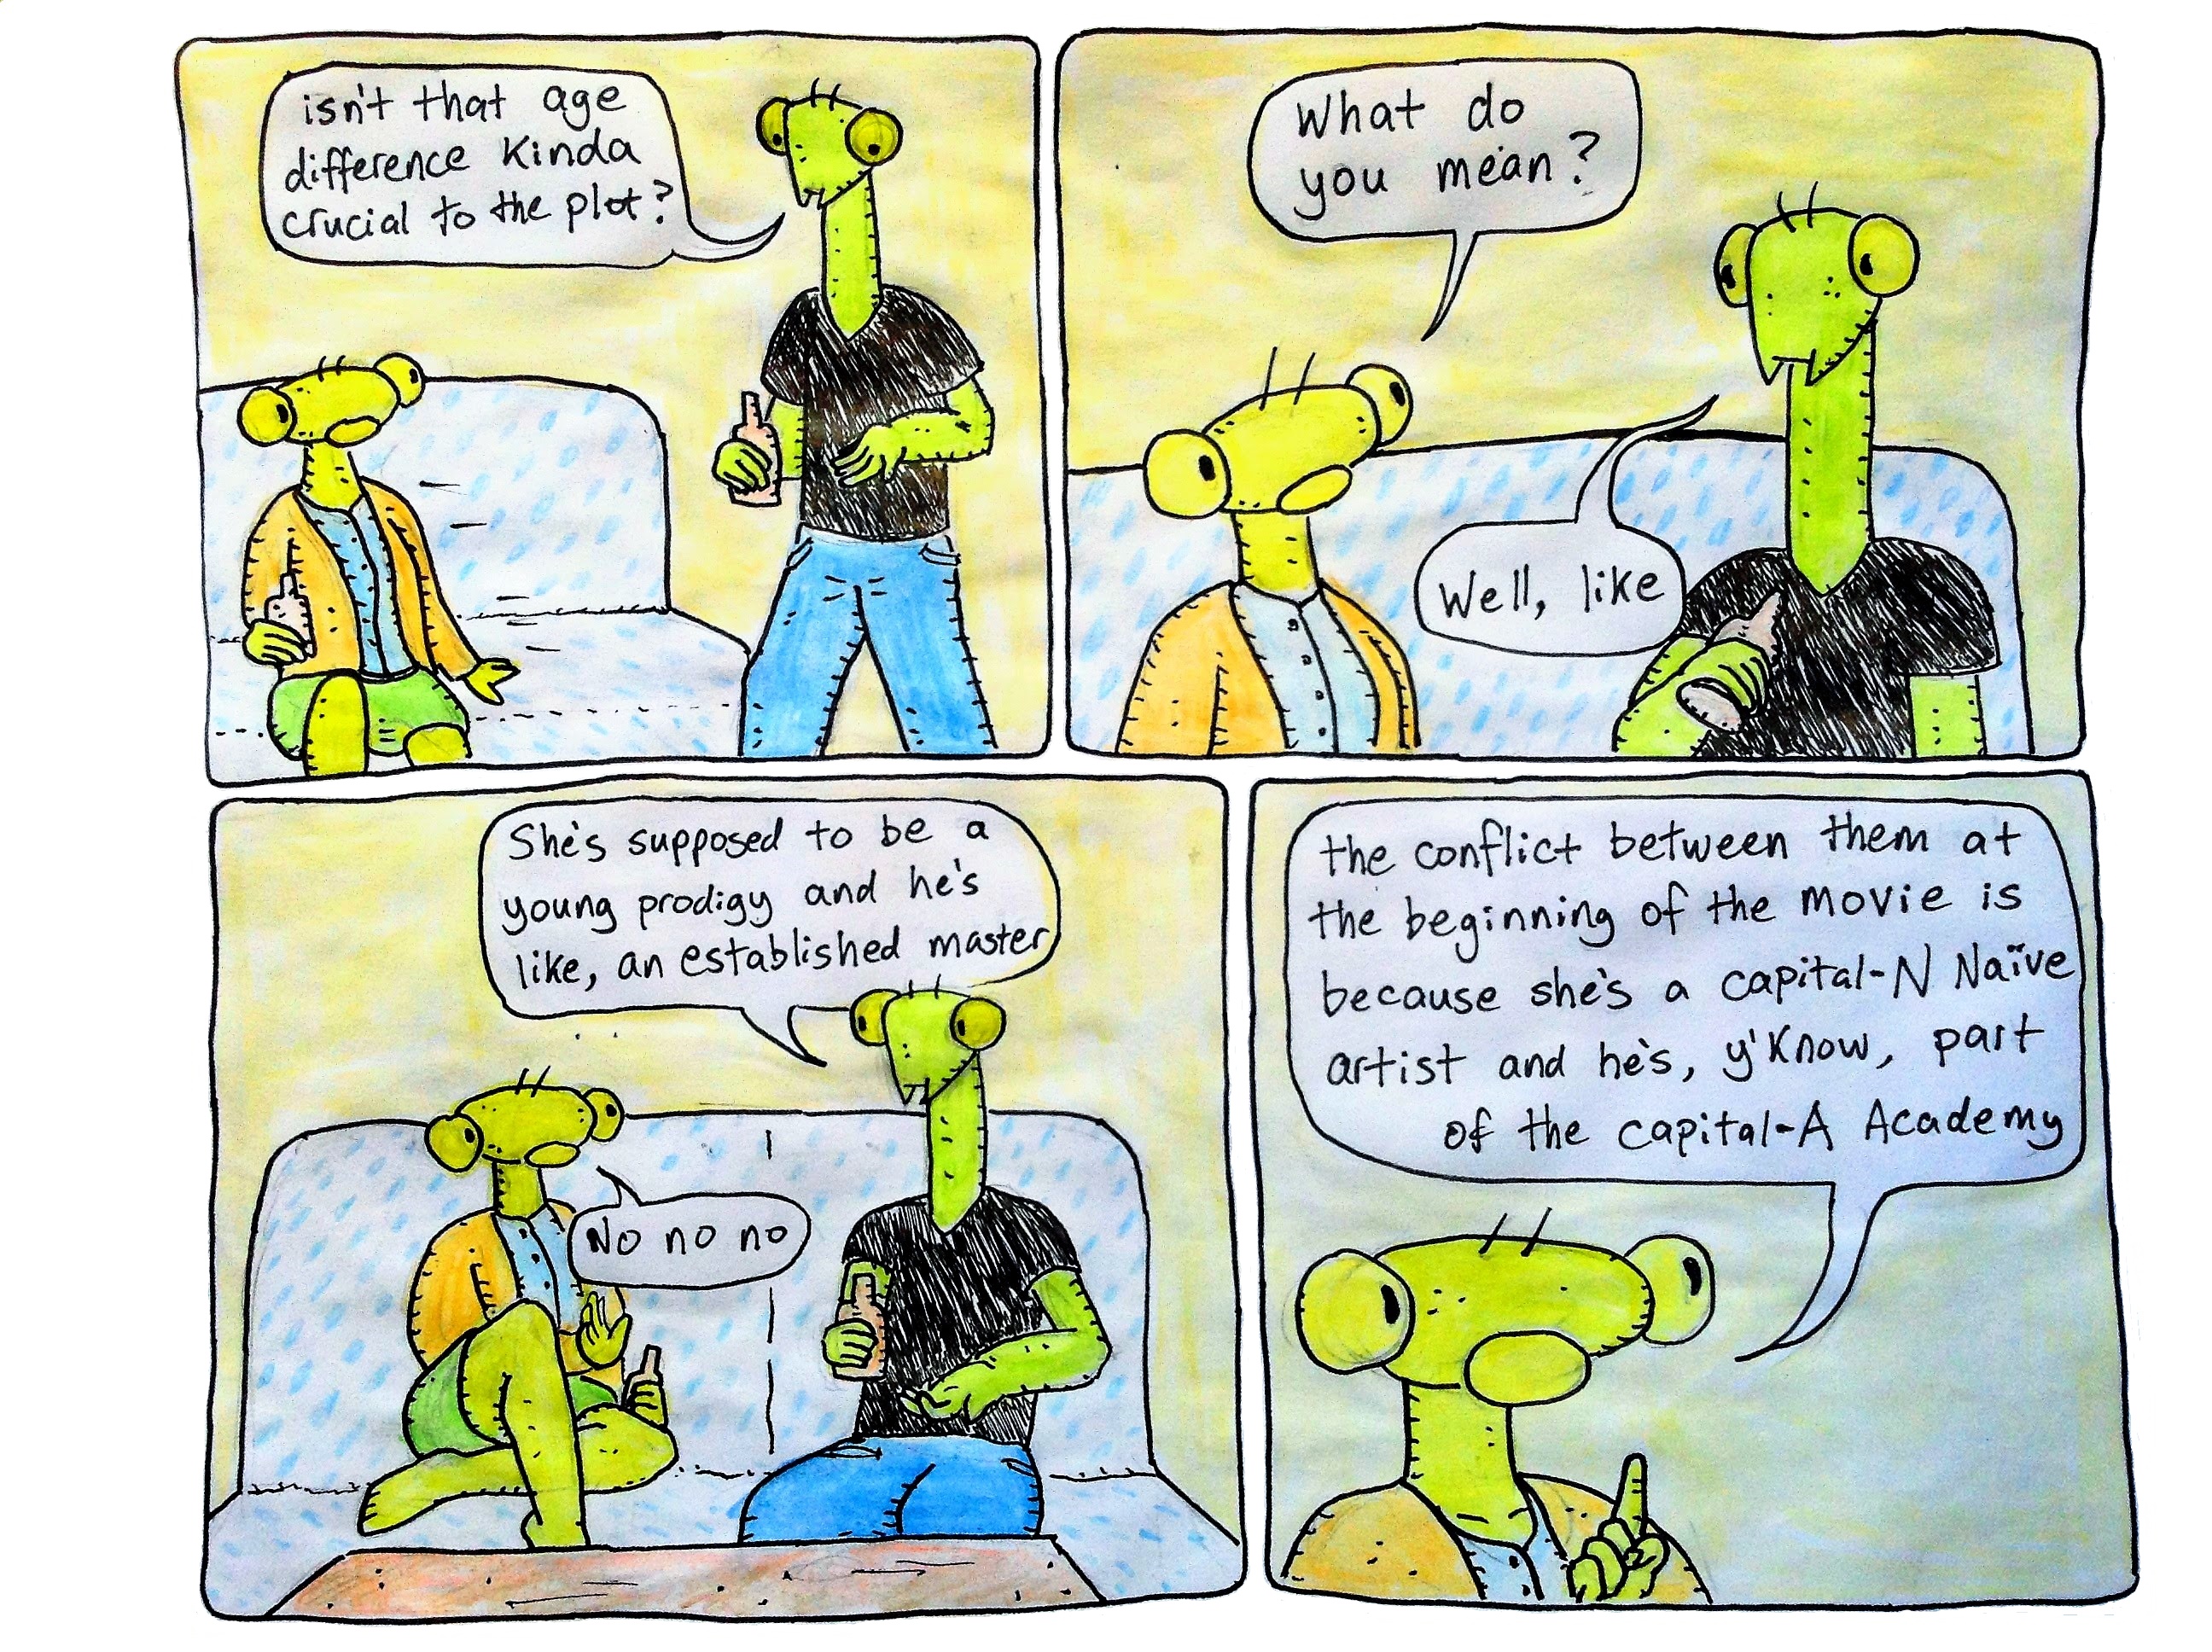 isn't that age
difference kinda
crucial to the plot?
What do
you mean?
Well, like
She's supposed to be a
young prodigy and he's
like, an established master
No no no
the conflict between them at
the beginning of the movie is
because she's a capital-N Naïve
artist and he's, y'know, part
of the capital-A Academy